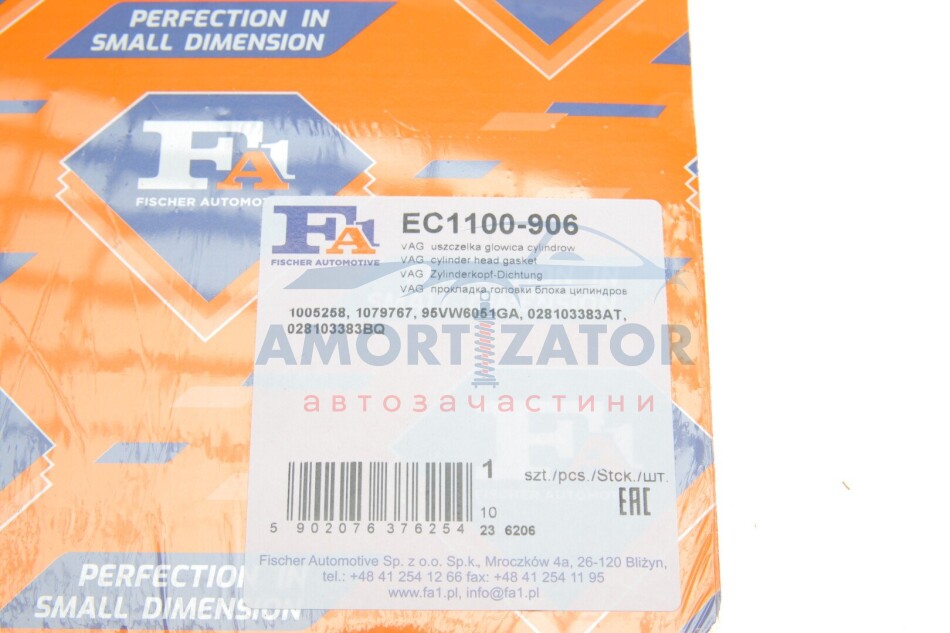 PERFECTION IN
SMALL DIMENSION
FA1
FISCHER AUTOMOTIVE
FA1
FISCHER AUTOMOTIVE
EC1100-906
VAG uszczelka glowica cylindrow
VAG cylinder head gasket
VAG Zylinderkopf-Dichtung
VAG прокладка головки блока цилиндров
1005258, 1079767, 95VW6051GA, 028103383AT,
028103383BQ
AMORTIZATOR
автозачастини
1 szt./pcs./Stck./шт.
10
EAC
5 902076 376254
23 6206
Fischer Automotive Sp. z o.o. Sp.k., Mroczków 4a, 26-120 Bliżyn,
tel.: +48 41 254 12 66 fax: +48 41 254 11 95
www.fa1.pl, info@fa1.pl
PERFECTION IN
SMALL DIMENSION